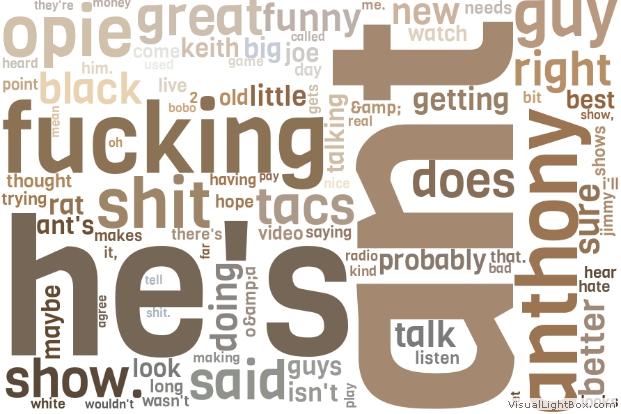 they're
money
opie
great
funny
me.
new
needs
guy
watch
come
keith
big
called
joe
heard
him.
used
game
day
right
point
black
live
2
old
little
gets
&amp;
getting
bit
best
bobo
real
show,
mean
fucking
oh
talking
ant
anthony
shows
thought
having
pay
nice
does
i'll
trying
rat
shit
hope
tacs
sure
jimmy
ant's
makes
there's
video
saying
it,
for
he's
radio
probably
that.
kind
bad
hear
hate
tell
doing
o&amp;a
maybe
agree
shit.
talk
listen
better
making
show.
look
said
guys
long
isn't
play
white
wouldn't
wasn't
VisualLightBox.com